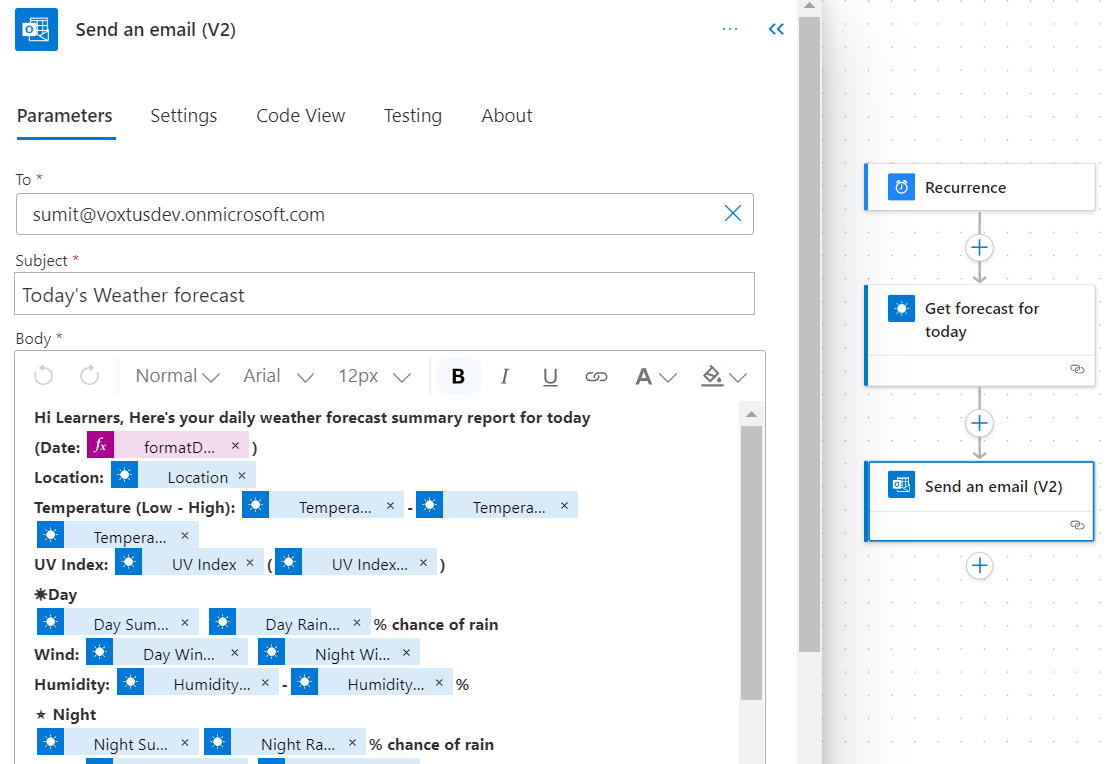 Send an email (V2)
Parameters Settings Code View Testing About
To *
sumit@voxtusdev.onmicrosoft.com
Subject *
Today's Weather forecast
Body *
Normal Arial 12px B I U A
Hi Learners, Here's your daily weather forecast summary report for today
(Date: fx formatD... × )
Location: Location ×
Temperature (Low - High): Tempera... × - Tempera... ×
Tempera... ×
UV Index: UV Index × ( UV Index... × )
☀Day
Day Sum... × Day Rain... × % chance of rain
Wind: Day Win... × Night Wi... ×
Humidity: Humidity... × - Humidity... × %
★ Night
Night Su... × Night Ra... × % chance of rain
Recurrence
Get forecast for
today
Send an email (V2)